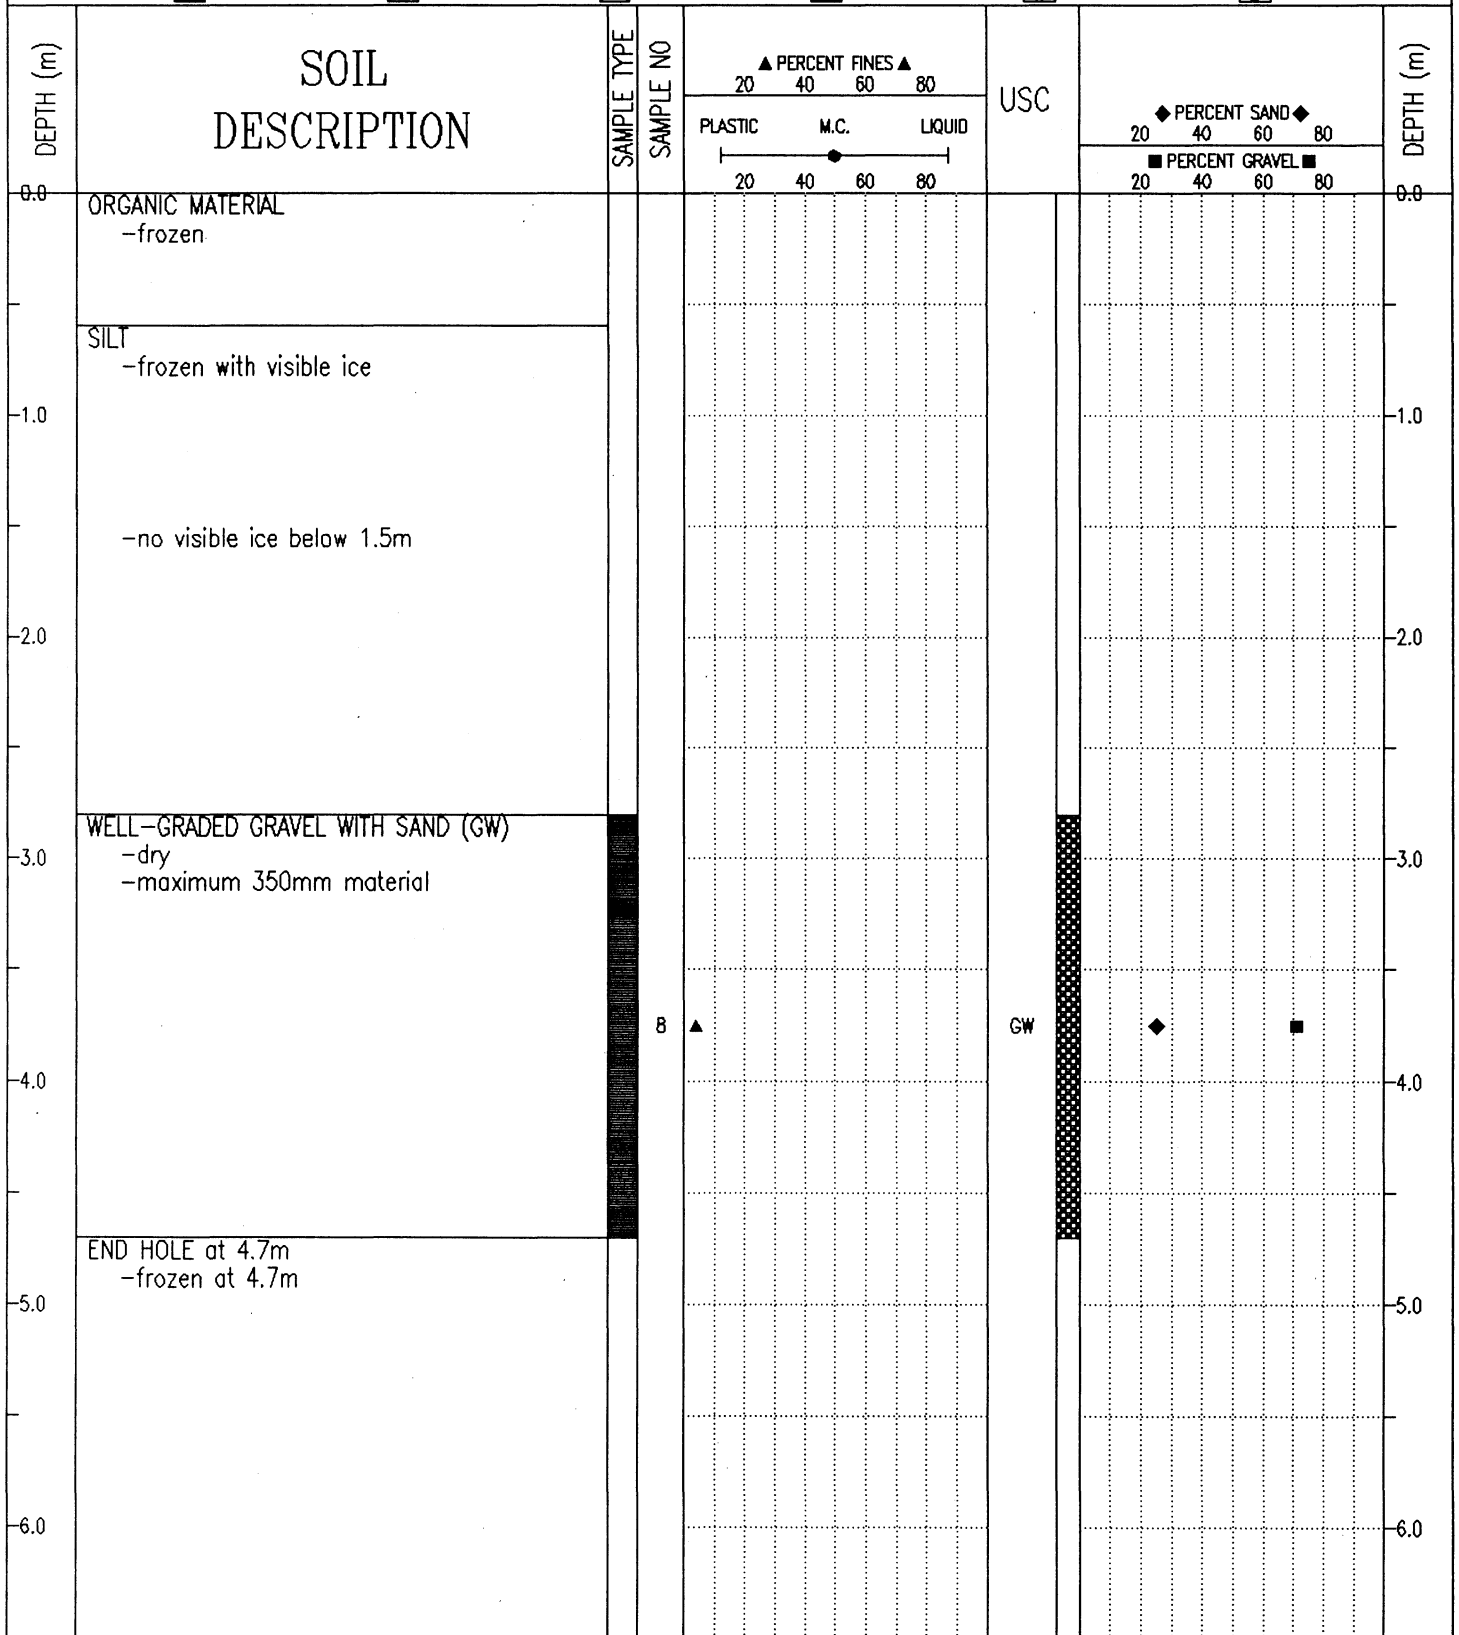 DEPTH (m)
SOIL
DESCRIPTION
SAMPLE TYPE
SAMPLE NO
▲ PERCENT FINES ▲
20 40 60 80
PLASTIC M.C. LIQUID
20 40 60 80
USC
◆ PERCENT SAND ◆
20 40 60 80
■ PERCENT GRAVEL ■
20 40 60 80
DEPTH (m)
0.0 0.0
ORGANIC MATERIAL
-frozen
SILT
-frozen with visible ice
1.0 1.0
-no visible ice below 1.5m
2.0 2.0
WELL-GRADED GRAVEL WITH SAND (GW)
-dry
3.0 3.0
-maximum 350mm material
8 GW
4.0 4.0
END HOLE at 4.7m
-frozen at 4.7m
5.0 5.0
6.0 6.0